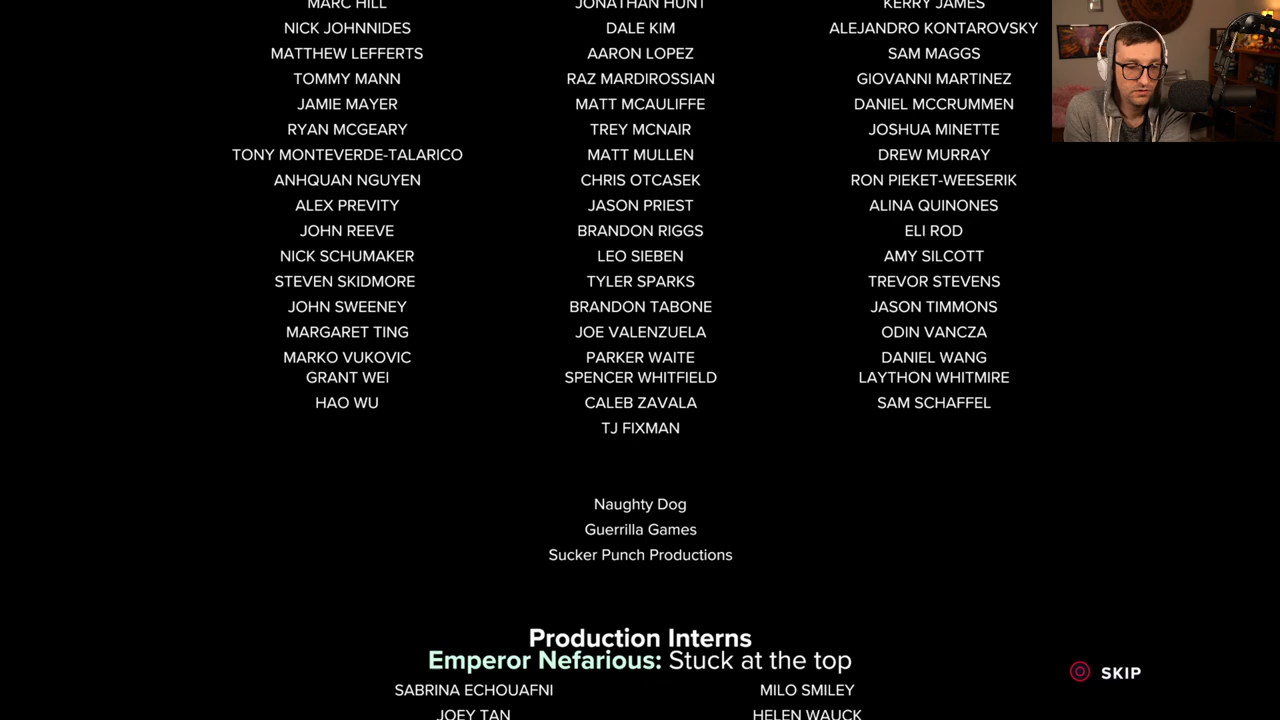 MARC HILL JONATHAN HUNT KERRY JAMES
NICK JOHNNIDES DALE KIM ALEJANDRO KONTAROVSKY
MATTHEW LEFFERTS AARON LOPEZ SAM MAGGS
TOMMY MANN RAZ MARDIROSSIAN GIOVANNI MARTINEZ
JAMIE MAYER MATT MCAULIFFE DANIEL MCCRUMMEN
RYAN MCGEARY TREY MCNAIR JOSHUA MINETTE
TONY MONTEVERDE-TALARICO MATT MULLEN DREW MURRAY
ANHQUAN NGUYEN CHRIS OTCASEK RON PIEKET-WEESERIK
ALEX PREVITY JASON PRIEST ALINA QUINONES
JOHN REEVE BRANDON RIGGS ELI ROD
NICK SCHUMAKER LEO SIEBEN AMY SILCOTT
STEVEN SKIDMORE TYLER SPARKS TREVOR STEVENS
JOHN SWEENEY BRANDON TABONE JASON TIMMONS
MARGARET TING JOE VALENZUELA ODIN VANCZA
MARKO VUKOVIC PARKER WAITE DANIEL WANG
GRANT WEI SPENCER WHITFIELD LAYTHON WHITMIRE
HAO WU CALEB ZAVALA SAM SCHAFFEL
TJ FIXMAN
Naughty Dog
Guerrilla Games
Sucker Punch Productions
Production Interns
Emperor Nefarious: Stuck at the top
SKIP
SABRINA ECHOUAFNI MILO SMILEY
JOEY TAN HELEN WAUCK